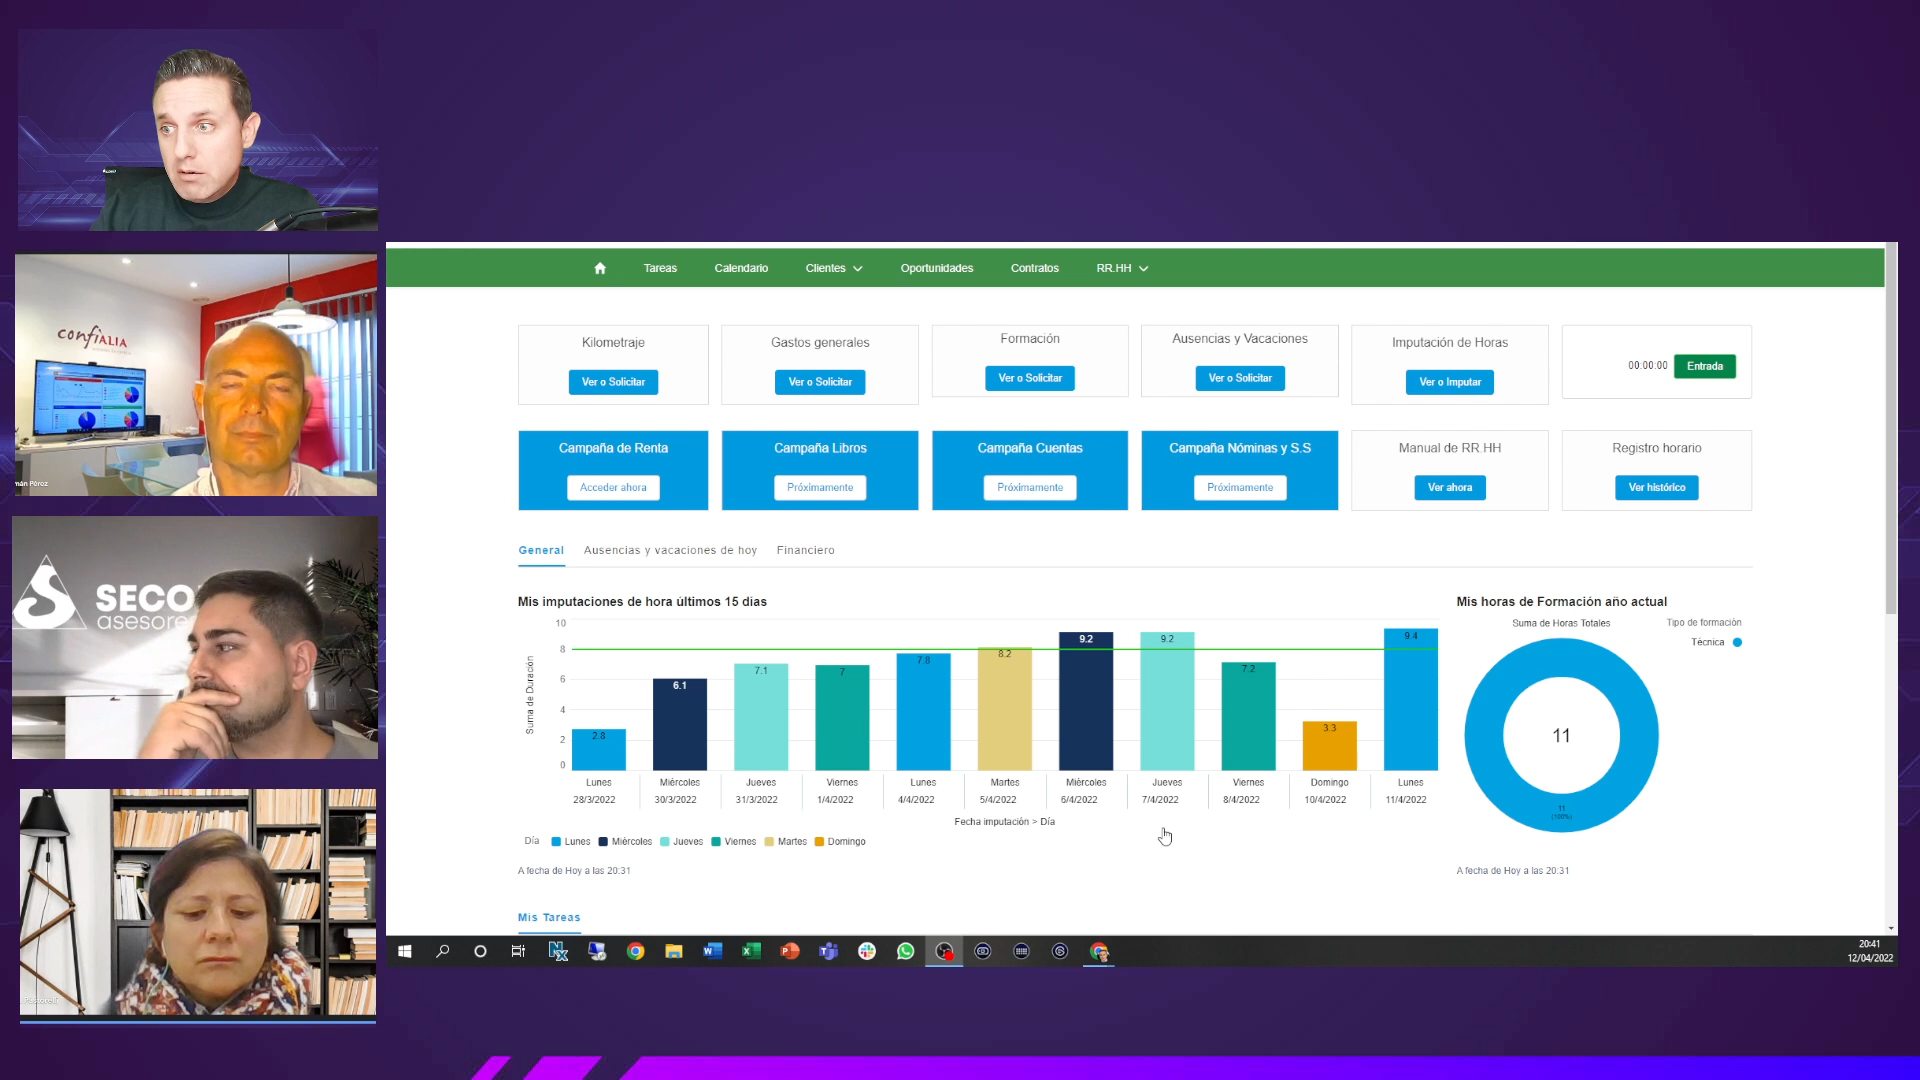 confiALIA
mán Pérez
SECO
asesore
Tareas
Calendario
Clientes
Oportunidades
Contratos
RR.HH
Kilometraje
Ver o Solicitar
Gastos generales
Ver o Solicitar
Formación
Ver o Solicitar
Ausencias y Vacaciones
Ver o Solicitar
Imputación de Horas
Ver o Imputar
00:00:00
Entrada
Campaña de Renta
Acceder ahora
Campaña Libros
Próximamente
Campaña Cuentas
Próximamente
Campaña Nóminas y S.S
Próximamente
Manual de RR.HH
Ver ahora
Registro horario
Ver histórico
General
Ausencias y vacaciones de hoy
Financiero
Mis imputaciones de hora últimos 15 días
Suma de Duración
10
8
6
4
2
0
2.8
6.1
7.1
7
7.8
8.2
9.2
9.2
7.2
3.3
9.4
Lunes
Miércoles
Jueves
Viernes
Lunes
Martes
Miércoles
Jueves
Viernes
Domingo
Lunes
28/3/2022
30/3/2022
31/3/2022
1/4/2022
4/4/2022
5/4/2022
6/4/2022
7/4/2022
8/4/2022
10/4/2022
11/4/2022
Fecha imputación > Día
Día
Lunes
Miércoles
Jueves
Viernes
Martes
Domingo
A fecha de Hoy a las 20:31
Mis horas de Formación año actual
Suma de Horas Totales
Tipo de formación
Técnica
11
11
(100%)
A fecha de Hoy a las 20:31
Mis Tareas
20:41
12/04/2022